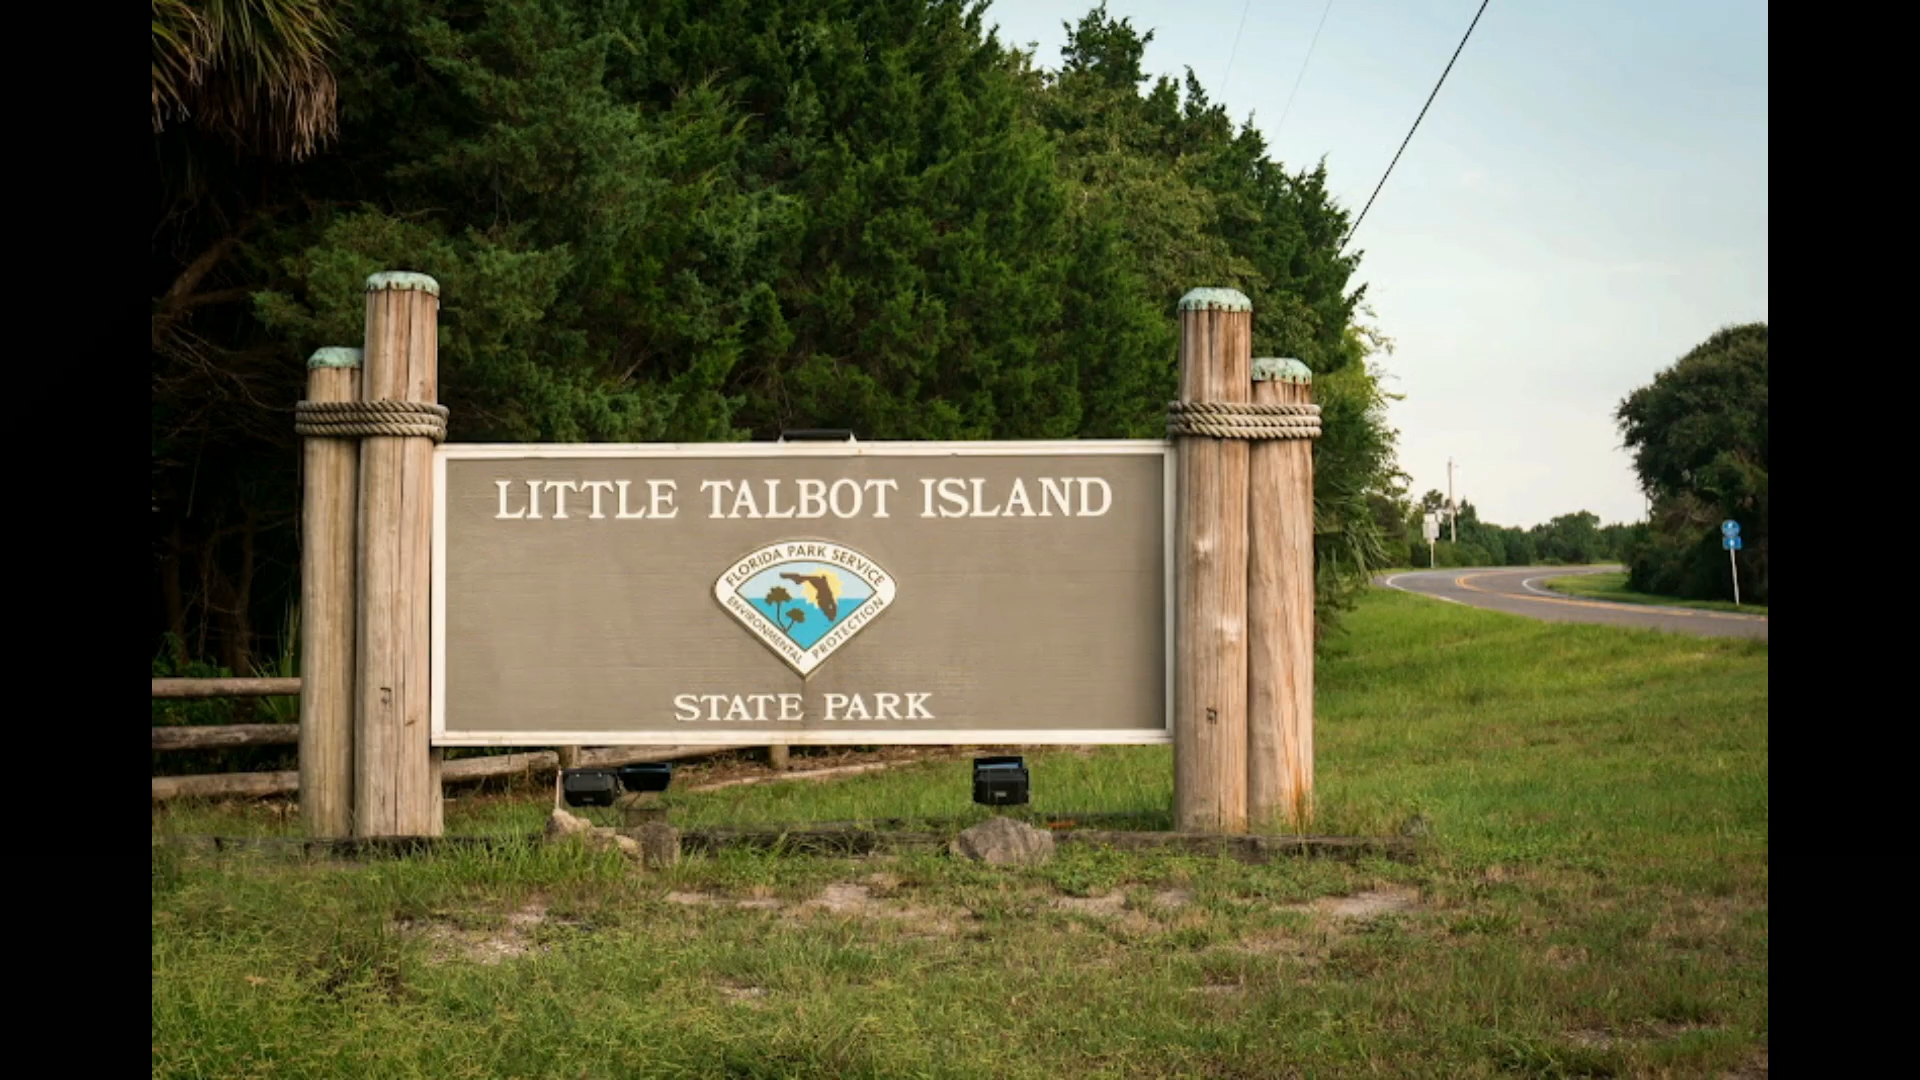 LITTLE TALBOT ISLAND
FLORIDA PARK SERVICE
ENVIRONMENTAL PROTECTION
STATE PARK